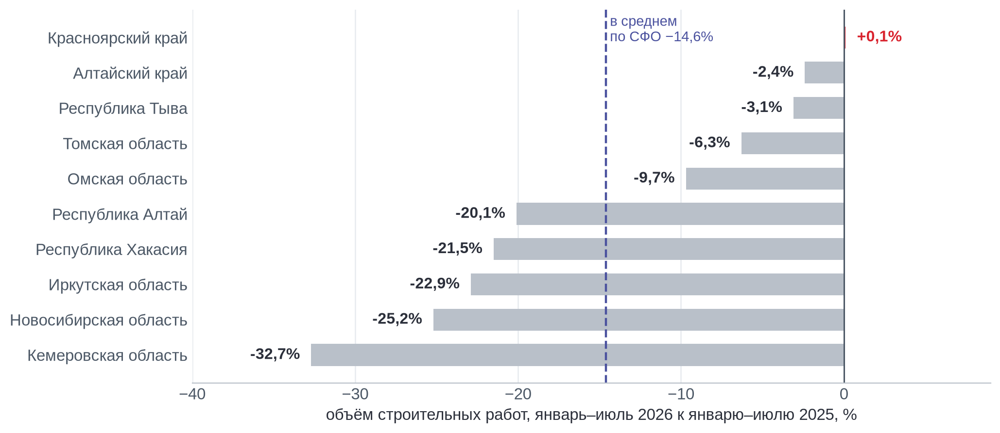 в среднем
по СФО −14,6%
Красноярский край +0,1%
Алтайский край -2,4%
Республика Тыва -3,1%
Томская область -6,3%
Омская область -9,7%
Республика Алтай -20,1%
Республика Хакасия -21,5%
Иркутская область -22,9%
Новосибирская область -25,2%
Кемеровская область -32,7%
−40 −30 −20 −10 0
объём строительных работ, январь–июль 2026 к январю–июлю 2025, %